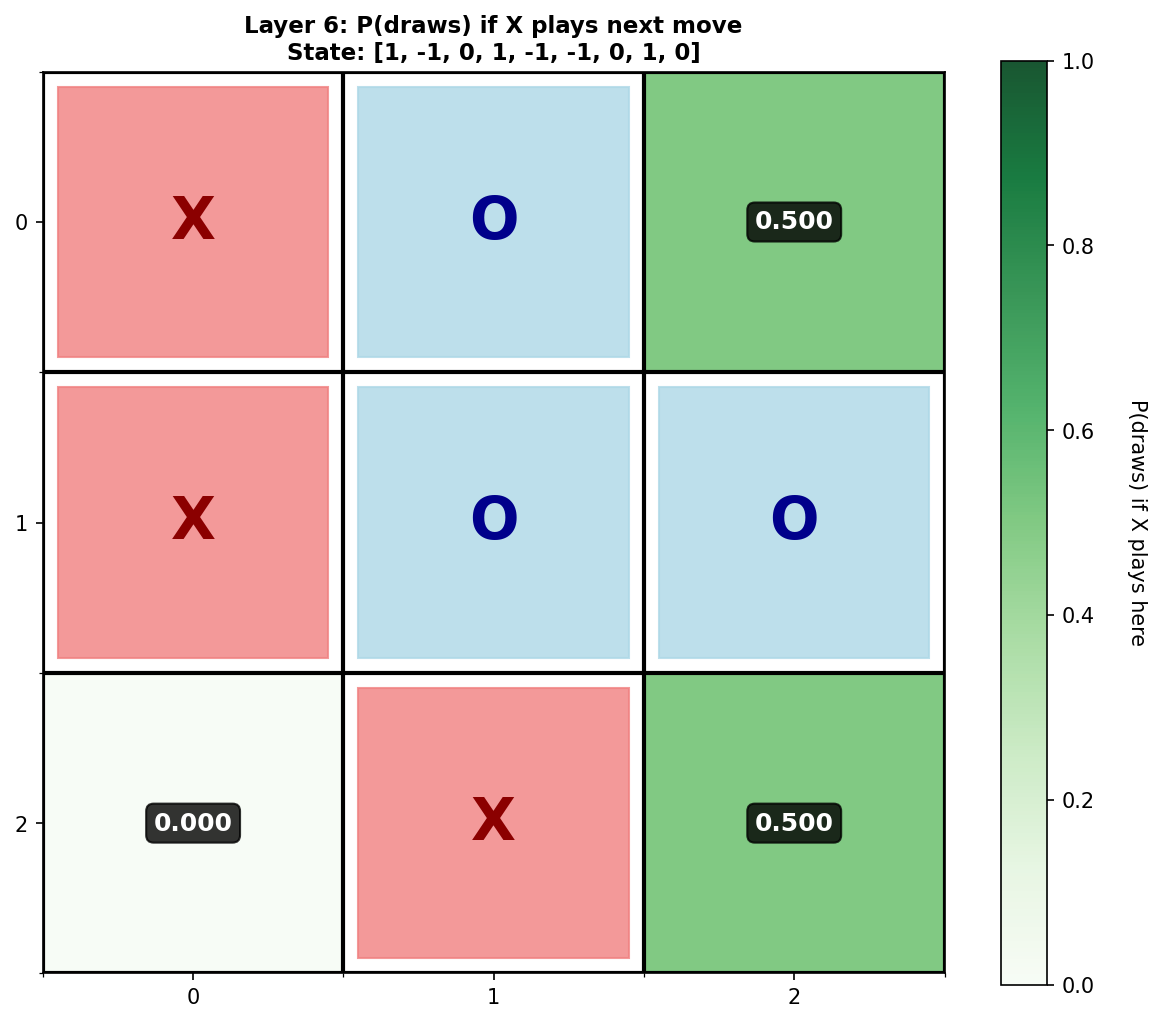 Layer 6: P(draws) if X plays next move
State: [1, -1, 0, 1, -1, -1, 0, 1, 0]
X
O
0.500
X
O
O
0.000
X
0.500
0
1
2
0
1
2
1.0
0.8
0.6
0.4
0.2
0.0
P(draws) if X plays here